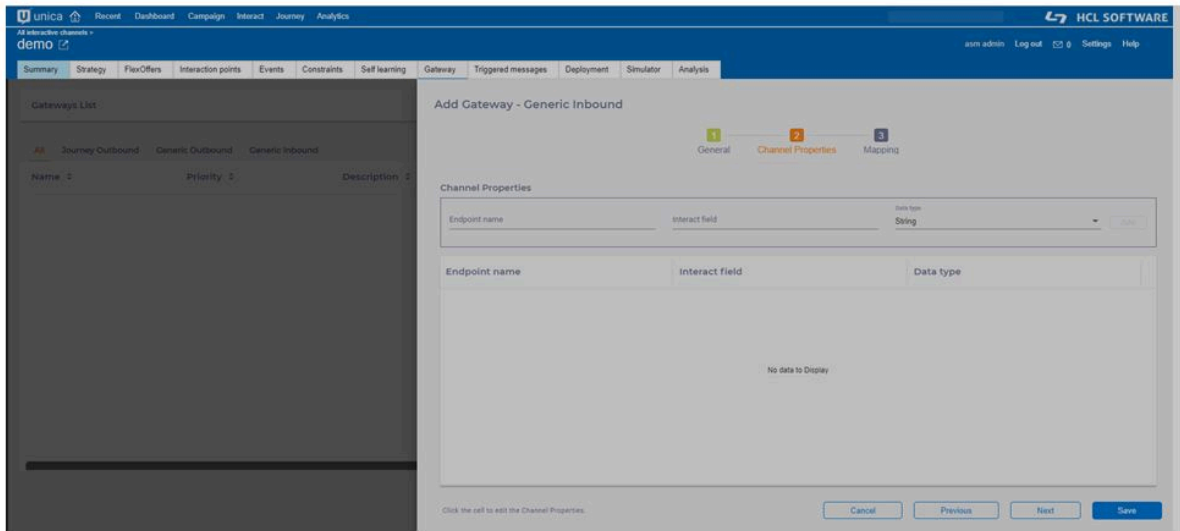 unica Recent Dashboard Campaign Interact Journey Analytics HCL SOFTWARE
All interactive channels >
demo asm admin Log out 0 Settings Help
Summary Strategy FlexOffers Interaction points Events Constraints Self learning Gateway Triggered messages Deployment Simulator Analysis
Gateways List
Add Gateway - Generic Inbound
1 2 3
General Channel Properties Mapping
All Journey Outbound Generic Outbound Generic Inbound
Name Priority Description
Channel Properties
Data type
Endpoint name Interact field String Add
Endpoint name Interact field Data type
No data to Display
Click the cell to edit the Channel Properties.
Cancel Previous Next Save